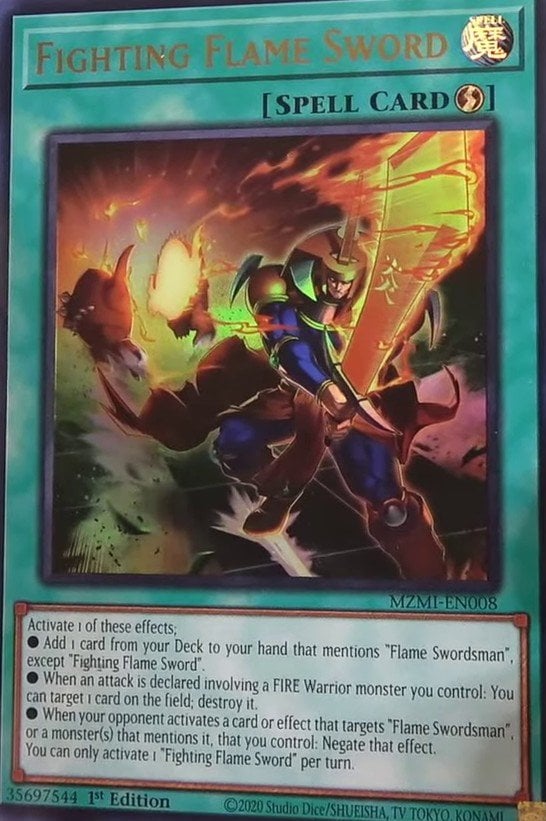 FIGHTING FLAME SWORD
SPELL
魔
[SPELL CARD]
炎
MZMI-EN008
Activate 1 of these effects;
● Add 1 card from your Deck to your hand that mentions "Flame Swordsman",
except "Fighting Flame Sword".
● When an attack is declared involving a FIRE Warrior monster you control: You
can target 1 card on the field; destroy it.
● When your opponent activates a card or effect that targets "Flame Swordsman",
or a monster(s) that mentions it, that you control: Negate that effect.
You can only activate 1 "Fighting Flame Sword" per turn.
35697544 1st Edition
©2020 Studio Dice/SHUEISHA, TV TOKYO, KONAMI